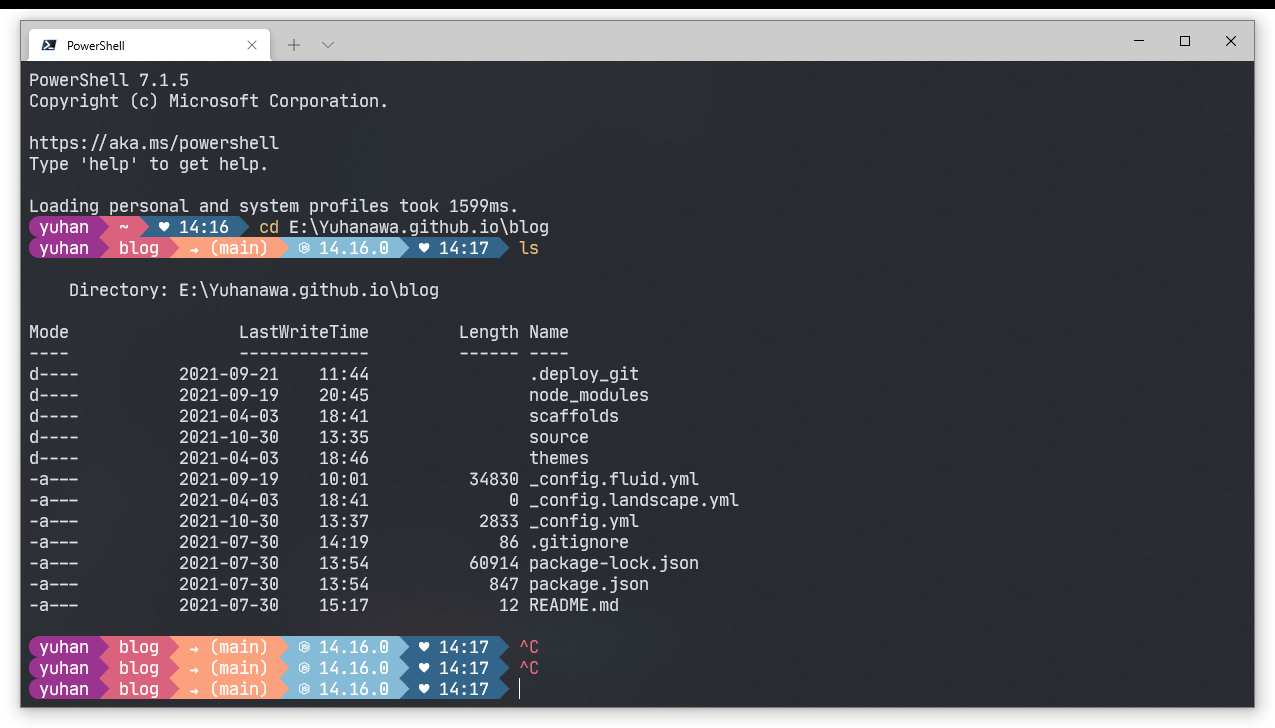 PowerShell
PowerShell 7.1.5
Copyright (c) Microsoft Corporation.
https://aka.ms/powershell
Type 'help' to get help.
Loading personal and system profiles took 1599ms.
yuhan ~ ♥ 14:16 cd E:\Yuhanawa.github.io\blog
yuhan blog → (main) 14.16.0 ♥ 14:17 ls
Directory: E:\Yuhanawa.github.io\blog
Mode LastWriteTime Length Name
---- ------------- ------ ----
d---- 2021-09-21 11:44 .deploy_git
d---- 2021-09-19 20:45 node_modules
d---- 2021-04-03 18:41 scaffolds
d---- 2021-10-30 13:35 source
d---- 2021-04-03 18:46 themes
-a--- 2021-09-19 10:01 34830 _config.fluid.yml
-a--- 2021-04-03 18:41 0 _config.landscape.yml
-a--- 2021-10-30 13:37 2833 _config.yml
-a--- 2021-07-30 14:19 86 .gitignore
-a--- 2021-07-30 13:54 60914 package-lock.json
-a--- 2021-07-30 13:54 847 package.json
-a--- 2021-07-30 15:17 12 README.md
yuhan blog → (main) 14.16.0 ♥ 14:17 ^C
yuhan blog → (main) 14.16.0 ♥ 14:17 ^C
yuhan blog → (main) 14.16.0 ♥ 14:17